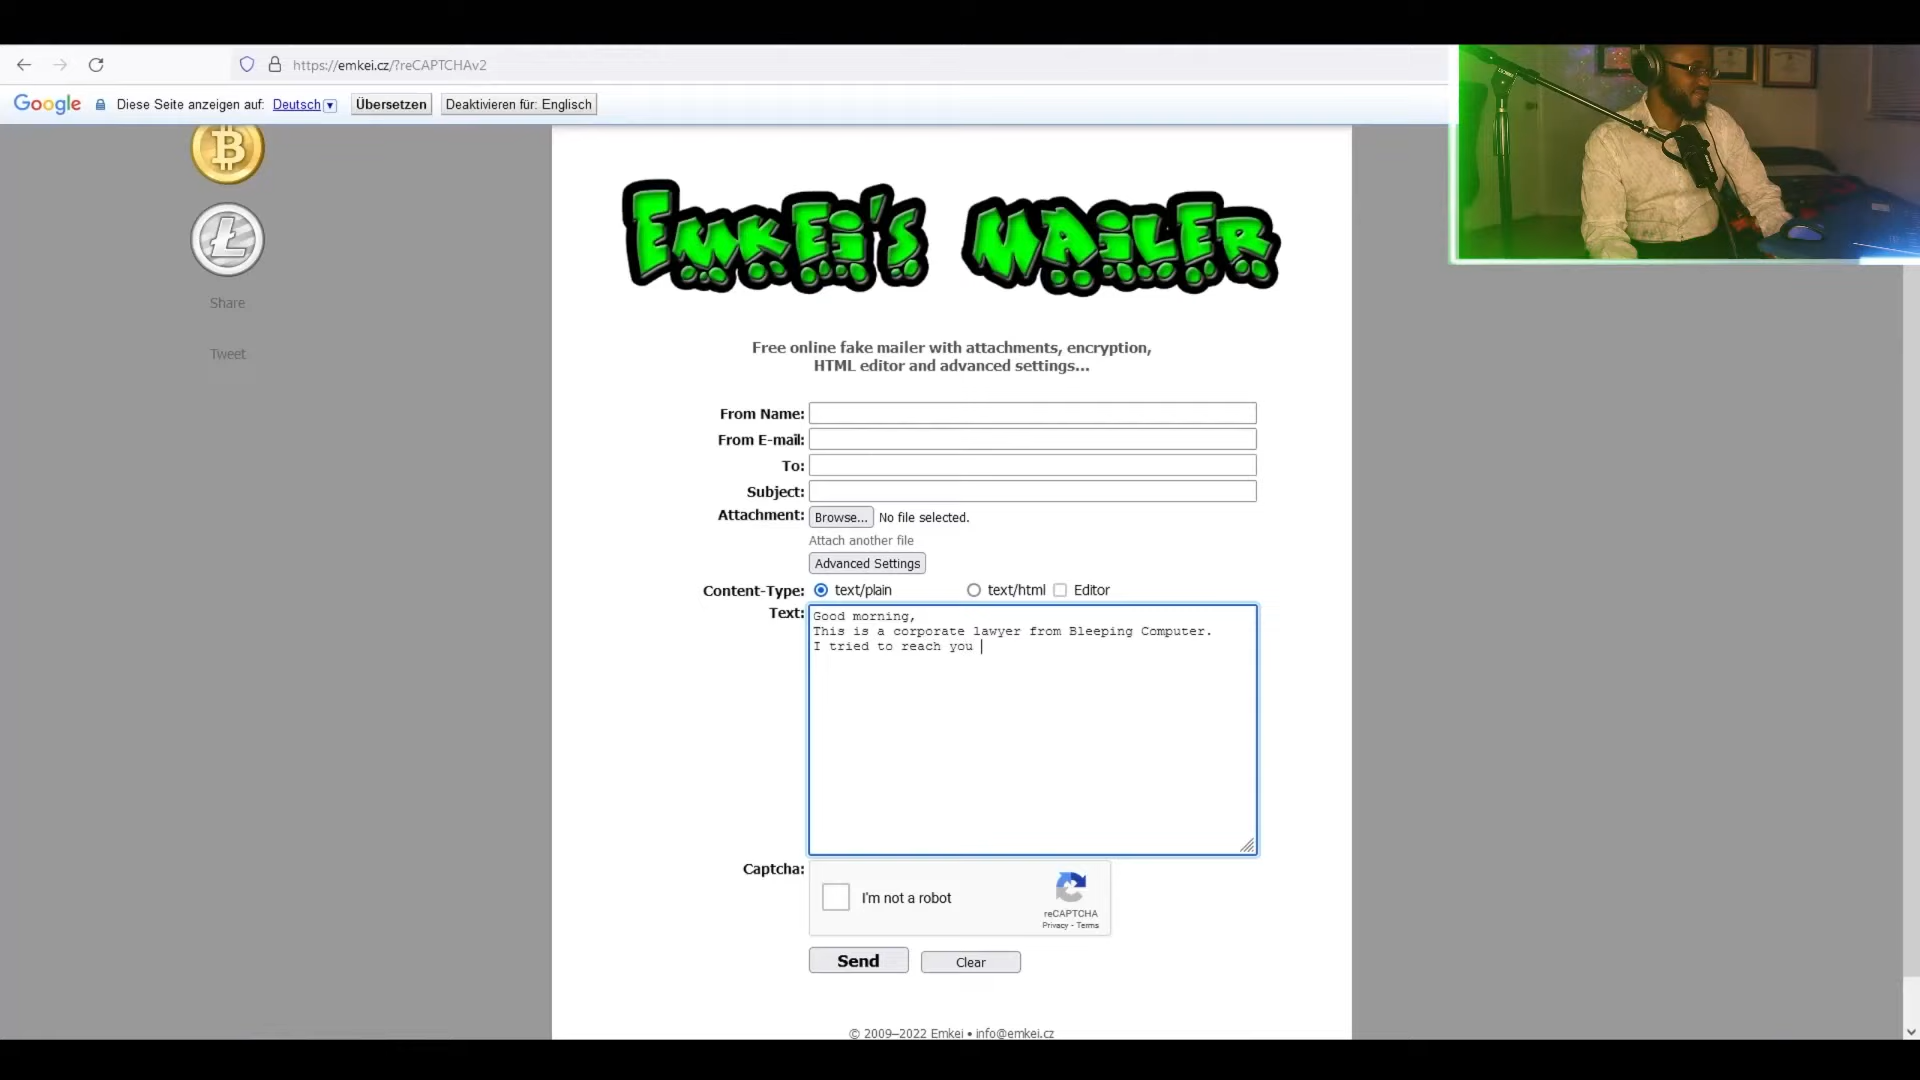 https://emkei.cz/?reCAPTCHAv2
Google Diese Seite anzeigen auf: Deutsch Übersetzen Deaktivieren für: Englisch
Share
Tweet
EMKEI'S MAILER
Free online fake mailer with attachments, encryption,
HTML editor and advanced settings...
From Name:
From E-mail:
To:
Subject:
Attachment: Browse... No file selected.
Attach another file
Advanced Settings
Content-Type: text/plain text/html Editor
Text: Good morning,
This is a corporate lawyer from Bleeping Computer.
I tried to reach you
Captcha:
I'm not a robot
reCAPTCHA
Privacy - Terms
Send Clear
© 2009–2022 Emkei • info@emkei.cz